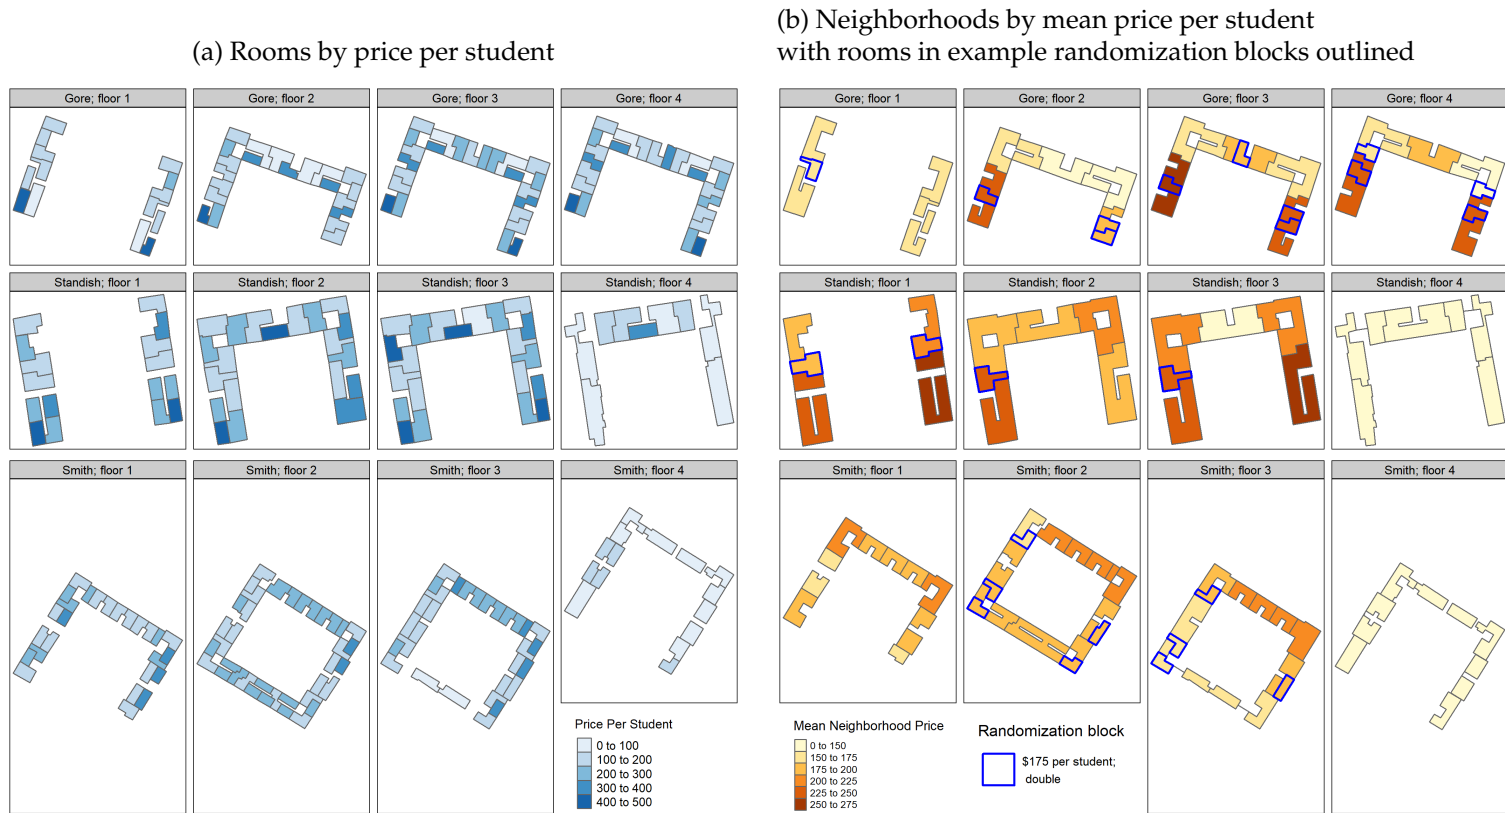 (a) Rooms by price per student
Gore; floor 1
Gore; floor 2
Gore; floor 3
Gore; floor 4
Standish; floor 1
Standish; floor 2
Standish; floor 3
Standish; floor 4
Smith; floor 1
Smith; floor 2
Smith; floor 3
Smith; floor 4
Price Per Student
0 to 100
100 to 200
200 to 300
300 to 400
400 to 500
(b) Neighborhoods by mean price per student
with rooms in example randomization blocks outlined
Gore; floor 1
Gore; floor 2
Gore; floor 3
Gore; floor 4
Standish; floor 1
Standish; floor 2
Standish; floor 3
Standish; floor 4
Smith; floor 1
Smith; floor 2
Smith; floor 3
Smith; floor 4
Mean Neighborhood Price
0 to 150
150 to 175
175 to 200
200 to 225
225 to 250
250 to 275
Randomization block
$175 per student;
double